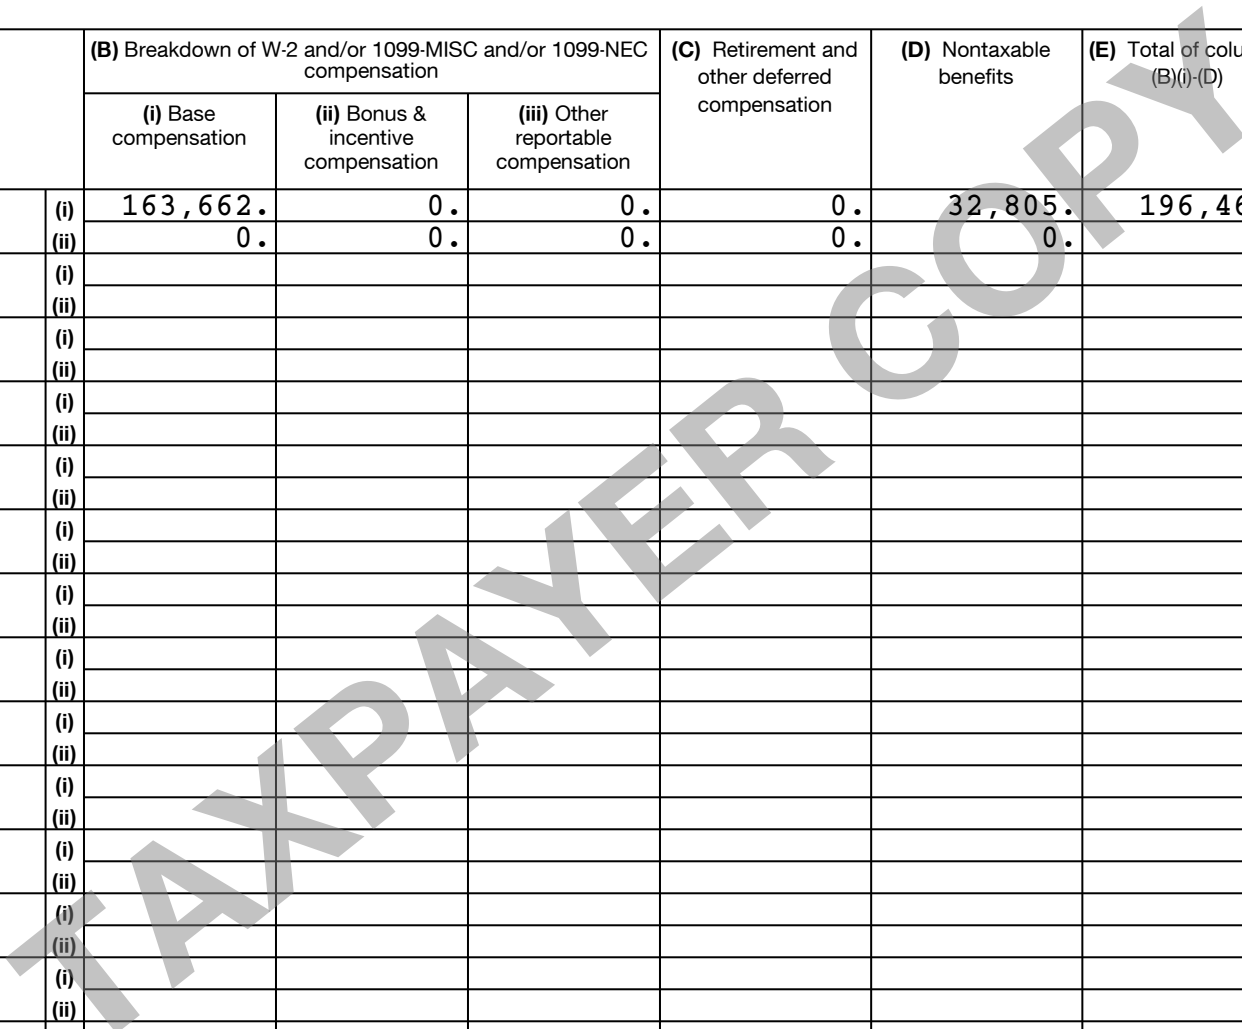 (B) Breakdown of W-2 and/or 1099-MISC and/or 1099-NEC
compensation
(C) Retirement and
other deferred
compensation
(D) Nontaxable
benefits
(E) Total of colu
(B)(i)-(D)
(i) Base
compensation
(ii) Bonus &
incentive
compensation
(iii) Other
reportable
compensation
(i) 163,662. 0. 0. 0. 32,805. 196,46
(ii) 0. 0. 0. 0. 0.
(i)
(ii)
(i)
(ii)
(i)
(ii)
(i)
(ii)
(i)
(ii)
(i)
(ii)
(i)
(ii)
(i)
(ii)
(i)
(ii)
(i)
(ii)
(i)
(ii)
(i)
(ii)
TAXPAYER COPY